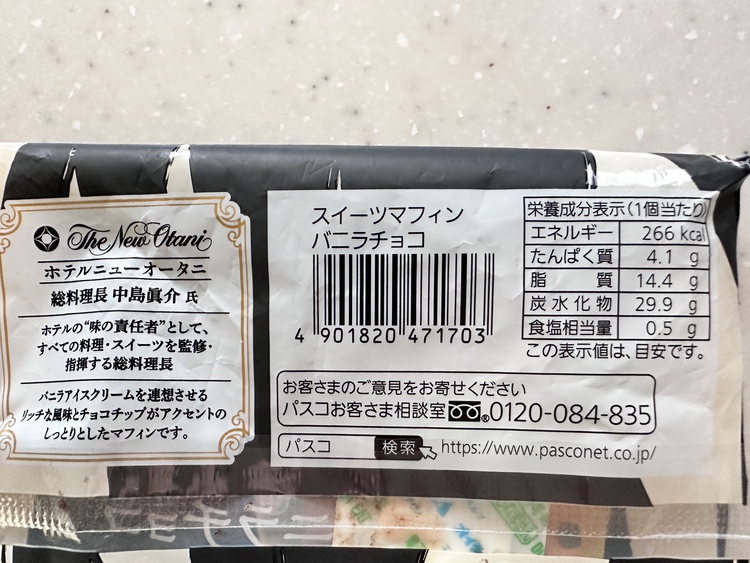 The New Otani
ホテルニューオータニ
総料理長 中島眞介 氏
ホテルの“味の責任者”として、
すべての料理・スイーツを監修・
指揮する総料理長
バニラアイスクリームを連想させる
リッチな風味とチョコチップがアクセントの
しっとりとしたマフィンです。
スイーツマフィン
バニラチョコ
4 901820 471703
栄養成分表示(1個当たり)
エネルギー 266 kcal
たんぱく質 4.1 g
脂質 14.4 g
炭水化物 29.9 g
食塩相当量 0.5 g
この表示値は、目安です。
お客さまのご意見をお寄せください
パスコお客さま相談室 0120-084-835
パスコ 検索 https://www.pasconet.co.jp/